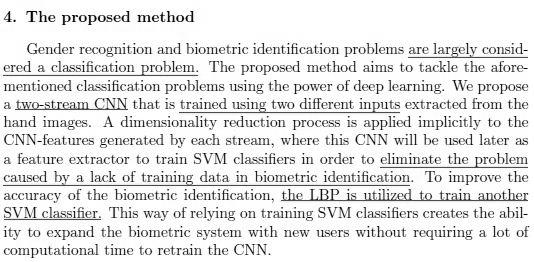 4. The proposed method
Gender recognition and biometric identification problems are largely consid-
ered a classification problem. The proposed method aims to tackle the afore-
mentioned classification problems using the power of deep learning. We propose
a two-stream CNN that is trained using two different inputs extracted from the
hand images. A dimensionality reduction process is applied implicitly to the
CNN-features generated by each stream, where this CNN will be used later as
a feature extractor to train SVM classifiers in order to eliminate the problem
caused by a lack of training data in biometric identification. To improve the
accuracy of the biometric identification, the LBP is utilized to train another
SVM classifier. This way of relying on training SVM classifiers creates the abil-
ity to expand the biometric system with new users without requiring a lot of
computational time to retrain the CNN.